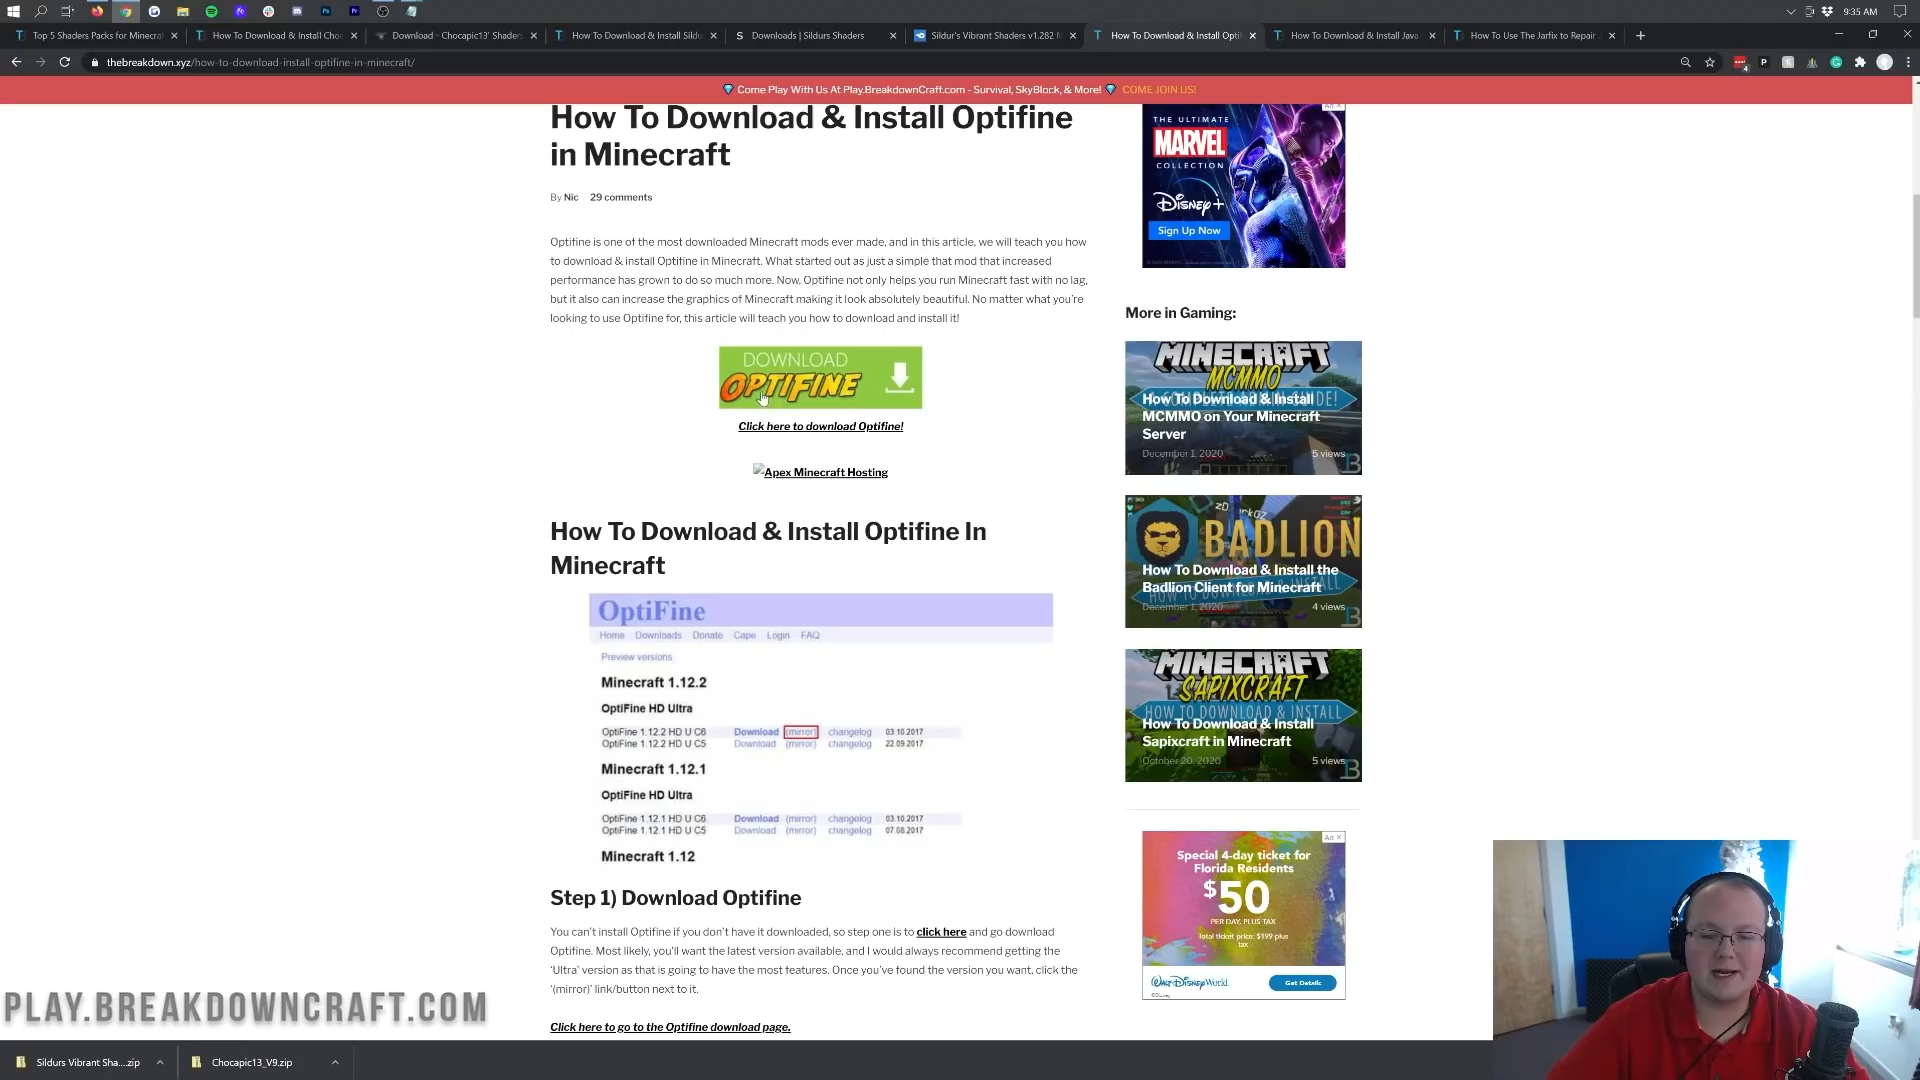 9:35 AM
Top 5 Shaders Packs for Minecraf
How To Download & Install Choc
Download - Chocapic13' Shaders
How To Download & Install Sildur
Downloads | Sildurs Shaders
Sildur's Vibrant Shaders v1.282 M
How To Download & Install Opti
How To Download & Install Java
How To Use The Jarfix to Repair
thebreakdown.xyz/how-to-download-install-optifine-in-minecraft/
Come Play With Us At Play.BreakdownCraft.com - Survival, SkyBlock, & More! COME JOIN US!
How To Download & Install Optifine
in Minecraft
By Nic 29 comments
Optifine is one of the most downloaded Minecraft mods ever made, and in this article, we will teach you how
to download & install Optifine in Minecraft. What started out as just a simple that mod that increased
performance has grown to do so much more. Now, Optifine not only helps you run Minecraft fast with no lag,
but it also can increase the graphics of Minecraft making it look absolutely beautiful. No matter what you're
looking to use Optifine for, this article will teach you how to download and install it!
DOWNLOAD
OPTIFINE
Click here to download Optifine!
Apex Minecraft Hosting
How To Download & Install Optifine In
Minecraft
OptiFine
Home Downloads Donate Cape Login FAQ
Preview versions
Minecraft 1.12.2
OptiFine HD Ultra
OptiFine 1.12.2 HD U C6 Download (mirror) changelog 03.10.2017
OptiFine 1.12.2 HD U C5 Download (mirror) changelog 22.09.2017
Minecraft 1.12.1
OptiFine HD Ultra
OptiFine 1.12.1 HD U C6 Download (mirror) changelog 03.10.2017
OptiFine 1.12.1 HD U C5 Download (mirror) changelog 07.08.2017
Minecraft 1.12
Step 1) Download Optifine
You can't install Optifine if you don't have it downloaded, so step one is to click here and go download
Optifine. Most likely, you'll want the latest version available, and I would always recommend getting the
'Ultra' version as that is going to have the most features. Once you've found the version you want, click the
'(mirror)' link/button next to it.
Click here to go to the Optifine download page.
Ad
THE ULTIMATE
MARVEL
COLLECTION
Disney+
Sign Up Now
More in Gaming:
MINECRAFT
MCMMO
How To Download & Install
MCMMO on Your Minecraft
Server
December 1, 2020 5 views
BADLION
How To Download & Install the
Badlion Client for Minecraft
December 1, 2020 4 views
MINECRAFT
SAPIXCRAFT
HOW TO DOWNLOAD & INSTALL
How To Download & Install
Sapixcraft in Minecraft
October 20, 2020 5 views
Ad
Special 4-day ticket for
Florida Residents
$50
PER DAY, PLUS TAX
Total ticket price: $199 plus
tax
Walt Disney World
Get Details
©Disney
PLAY.BREAKDOWNCRAFT.COM
Sildurs Vibrant Sha....zip
Chocapic13_V9.zip